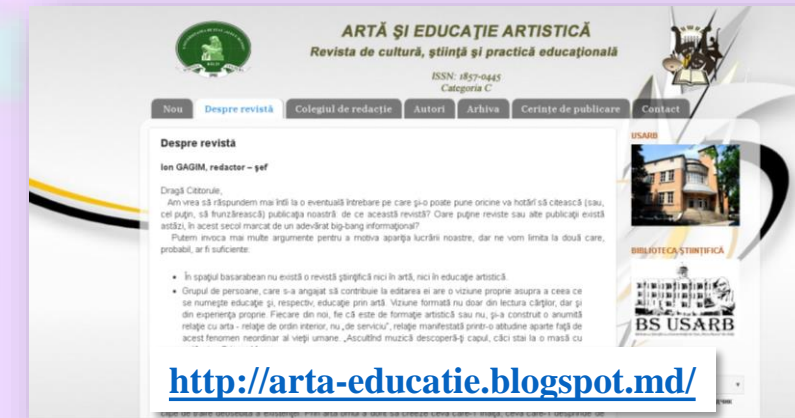 ARTĂ ŞI EDUCAŢIE ARTISTICĂ
Revista de cultură, ştiinţă şi practică educaţională
ISSN: 1857-0445
Categoria C
Nou
Despre revistă
Colegiul de redacţie
Autori
Arhiva
Cerinţe de publicare
Contact
Despre revistă
Ion GAGIM, redactor – şef
Dragă Cititorule,
Am vrea să răspundem mai întîi la o eventuală întrebare pe care şi-o poate pune oricine va hotărî să citească (sau,
cel puţin, să frunzărească) publicaţia noastră: de ce această revistă? Oare puţine reviste sau alte publicaţii există
astăzi, în acest secol marcat de un adevărat big-bang informaţional?
Putem invoca mai multe argumente pentru a motiva apariţia lucrării noastre, dar ne vom limita la două care,
probabil, ar fi suficiente:
• În spaţiul basarabean nu există o revistă ştiinţifică nici în artă, nici în educaţie artistică.
• Grupul de persoane, care s-a angajat să contribuie la editarea ei are o viziune proprie asupra a ceea ce
se numeşte educaţie şi, respectiv, educaţie prin artă. Viziune formată nu doar din lectura cărţilor, dar şi
din experienţa proprie. Fiecare din noi, fie că este de formaţie artistică sau nu, şi-a construit o anumită
relaţie cu arta - relaţie de ordin interior, nu „de serviciu”, relaţie manifestată printr-o atitudine aparte faţă de
acest fenomen neordinar al vieţii umane. „Ascultînd muzică descoperă-ţi capul, căci stai la o masă cu
USARB
BIBLIOTECA ŞTIINŢIFICĂ
BS USARB
http://arta-educatie.blogspot.md/